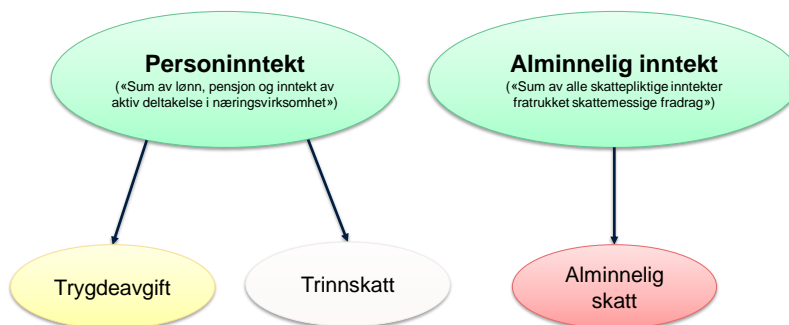 Personinntekt
(«Sum av lønn, pensjon og inntekt av
aktiv deltakelse i næringsvirksomhet»)
Alminnelig inntekt
(«Sum av alle skattepliktige inntekter
fratrukket skattemessige fradrag»)
Trygdeavgift
Trinnskatt
Alminnelig
skatt